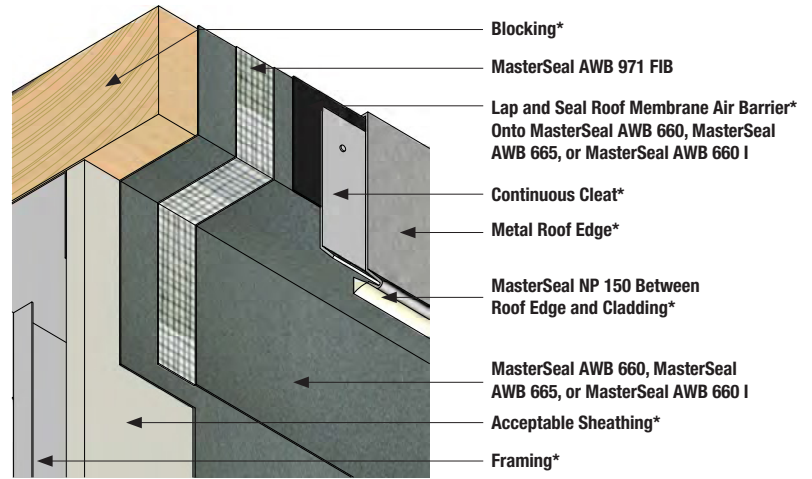 Blocking*
MasterSeal AWB 971 FIB
Lap and Seal Roof Membrane Air Barrier*
Onto MasterSeal AWB 660, MasterSeal
AWB 665, or MasterSeal AWB 660 I
Continuous Cleat*
Metal Roof Edge*
MasterSeal NP 150 Between
Roof Edge and Cladding*
MasterSeal AWB 660, MasterSeal
AWB 665, or MasterSeal AWB 660 I
Acceptable Sheathing*
Framing*